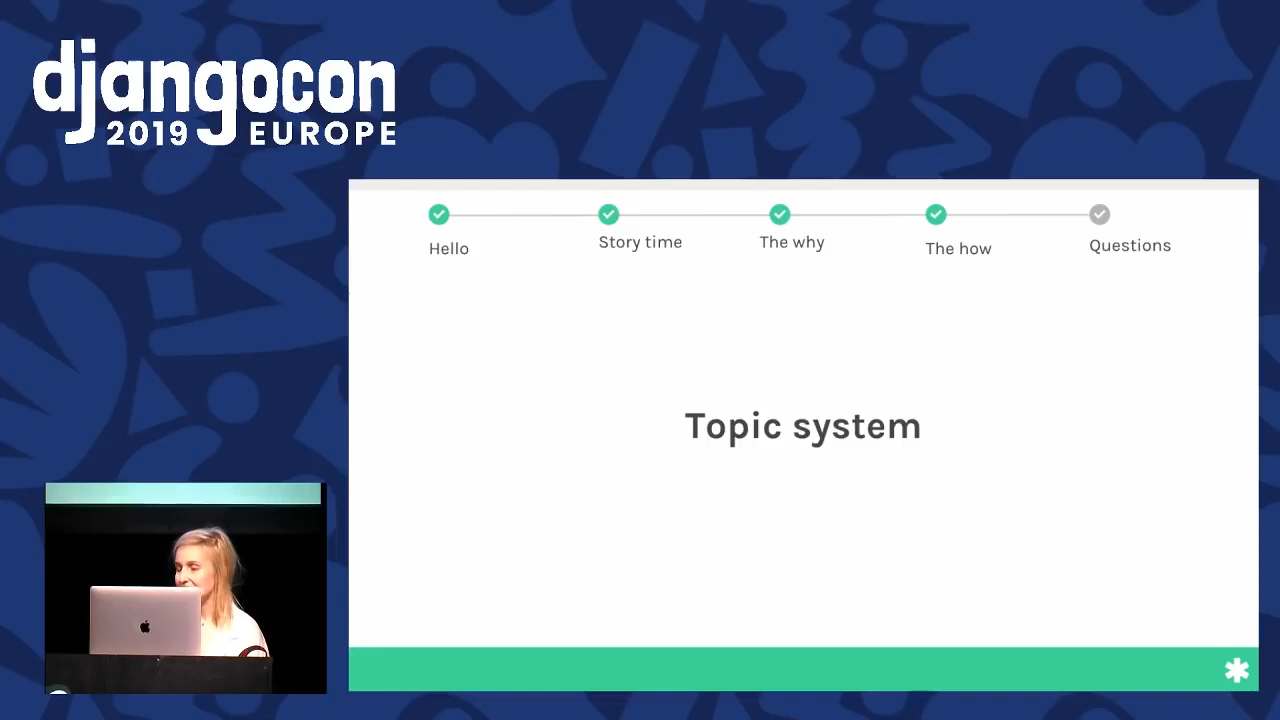 djangocon
2019 EUROPE
Hello
Story time
The why
The how
Questions
Topic system